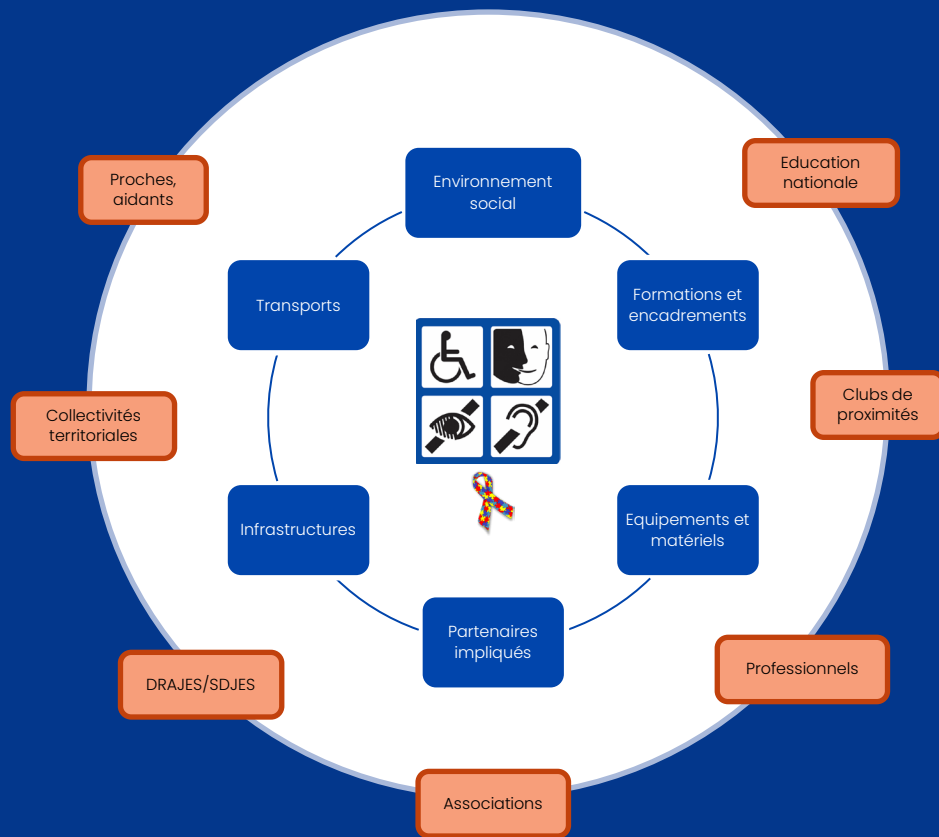 Environnement
social
Education
nationale
Proches,
aidants
Transports
Formations et
encadrements
Clubs de
proximités
Collectivités
territoriales
Infrastructures
Equipements et
matériels
Partenaires
impliqués
Professionnels
DRAJES/SDJES
Associations